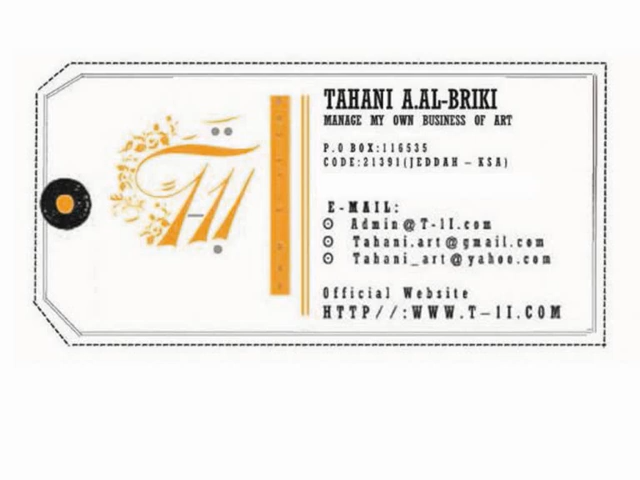 TAHANI A.AL-BRIKI
MANAGE MY OWN BUSINESS OF ART
P.O BOX:116535
CODE:21391(JEDDAH – KSA)
E-MAIL:
Admin@T-1I.com
Tahani.art@gmail.com
Tahani_art@yahoo.com
Official Website
HTTP//:WWW.T-1I.COM